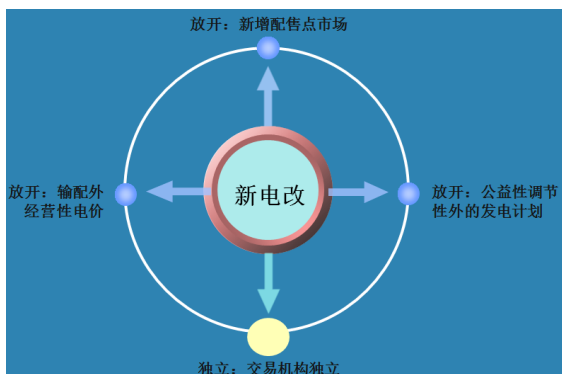 放开：新增配售点市场
放开：输配外
经营性电价
新电改
放开：公益性调节
性外的发电计划
独立：交易机构独立